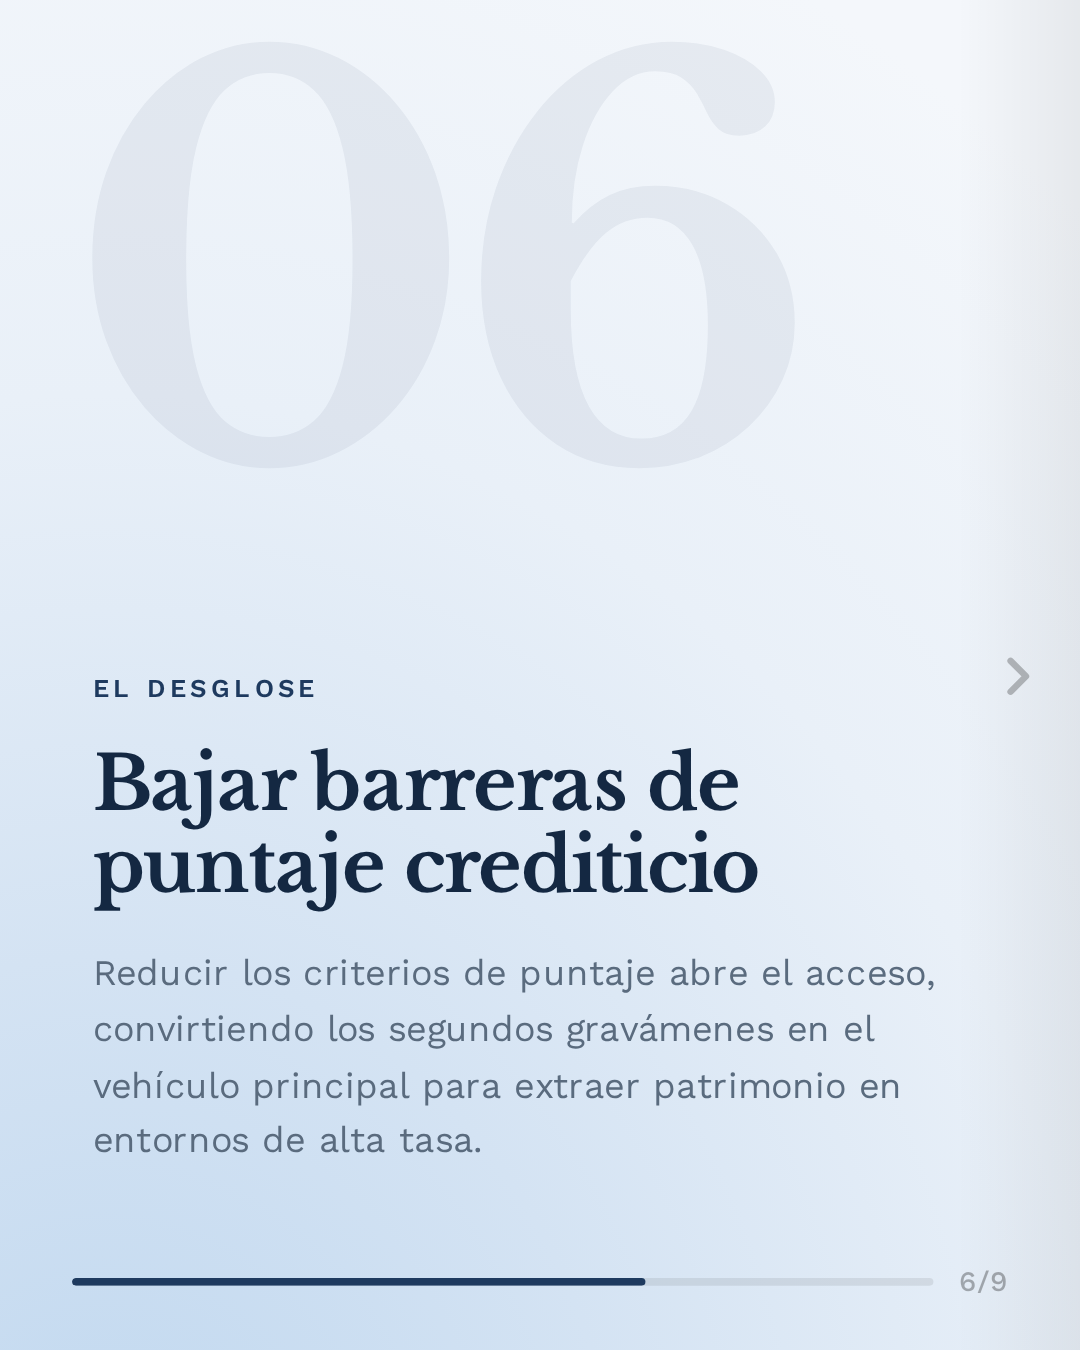 06
EL DESGLOSE
Bajar barreras de
puntaje crediticio
Reducir los criterios de puntaje abre el acceso,
convirtiendo los segundos gravámenes en el
vehículo principal para extraer patrimonio en
entornos de alta tasa.
6/9